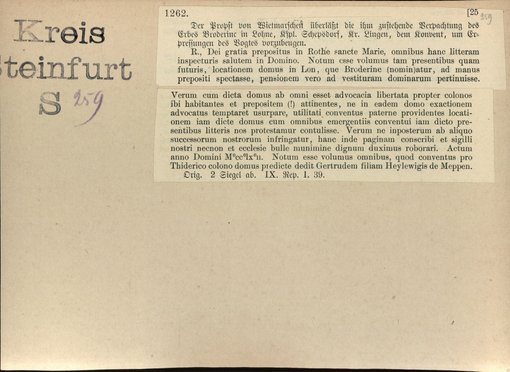 Kreis
Steinfurt
S 259
1262. [25
259
Der Propst von Wietmarschen überläßt die ihm zustehende Verpachtung des
Erbes Broderinc in Lohne, Kspl. Schepsdorf, Kr. Lingen, dem Konvent, um Er-
pressungen des Vogtes vorzubeugen.
R., Dei gratia prepositus in Rothe sancte Marie, omnibus hanc litteram
inspecturis salutem in Domino. Notum esse volumus tam presentibus quam
futuris, locationem domus in Lon, que Broderinc (nomin)atur, ad manus
prepositi spectasse, pensionem vero ad vestituram dominarum pertinuisse.
Verum cum dicta domus ab omni esset advocacia libertata propter colonos
ibi habitantes et prepositem (!) attinentes, ne in eadem domo exactionem
advocatus temptaret usurpare, utilitati conventus paterne providentes locati-
onem iam dicte domus cum omnibus emergentiis conventui iam dicto pre-
sentibus litteris nos protestamur contulisse. Verum ne inposterum ab aliquo
successorum nostrorum infringatur, hanc inde paginam conscribi et sigilli
nostri necnon et ecclesie bulle munimine dignum duximus roborari. Actum
anno Domini MºccºlxºII. Notum esse volumus omnibus, quod conventus pro
Thiderico colono domus predicte dedit Gertrudem filiam Heylewigis de Meppen.
Orig. 2 Siegel ab. IX. Rep. I. 39.